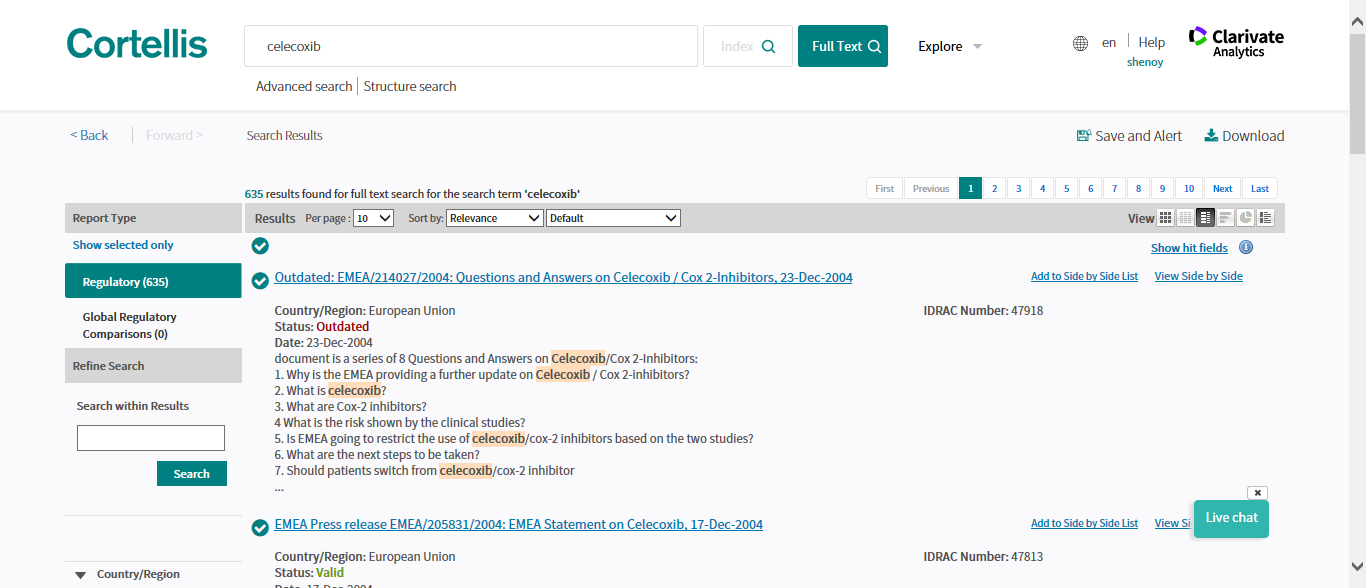 Cortellis
celecoxib
Index
Full Text
Explore
en | Help
shenoy
Clarivate
Analytics
Advanced search | Structure search
< Back | Forward >
Search Results
Save and Alert
Download
635 results found for full text search for the search term 'celecoxib'
First Previous 1 2 3 4 5 6 7 8 9 10 Next Last
Report Type
Results Per page : 10 Sort by: Relevance Default
View
Show selected only
Show hit fields
Regulatory (635)
Outdated: EMEA/214027/2004: Questions and Answers on Celecoxib / Cox 2-Inhibitors, 23-Dec-2004
Add to Side by Side List View Side by Side
Global Regulatory
Comparisons (0)
Country/Region: European Union
IDRAC Number: 47918
Status: Outdated
Date: 23-Dec-2004
document is a series of 8 Questions and Answers on Celecoxib/Cox 2-Inhibitors:
1. Why is the EMEA providing a further update on Celecoxib / Cox 2-inhibitors?
2. What is celecoxib?
3. What are Cox-2 inhibitors?
4 What is the risk shown by the clinical studies?
5. Is EMEA going to restrict the use of celecoxib/cox-2 inhibitors based on the two studies?
6. What are the next steps to be taken?
7. Should patients switch from celecoxib/cox-2 inhibitor
...
Refine Search
Search within Results
Search
Live chat
EMEA Press release EMEA/205831/2004: EMEA Statement on Celecoxib, 17-Dec-2004
Add to Side by Side List View Si
Country/Region: European Union
IDRAC Number: 47813
Status: Valid
Date: 17-Dec-2004
Country/Region